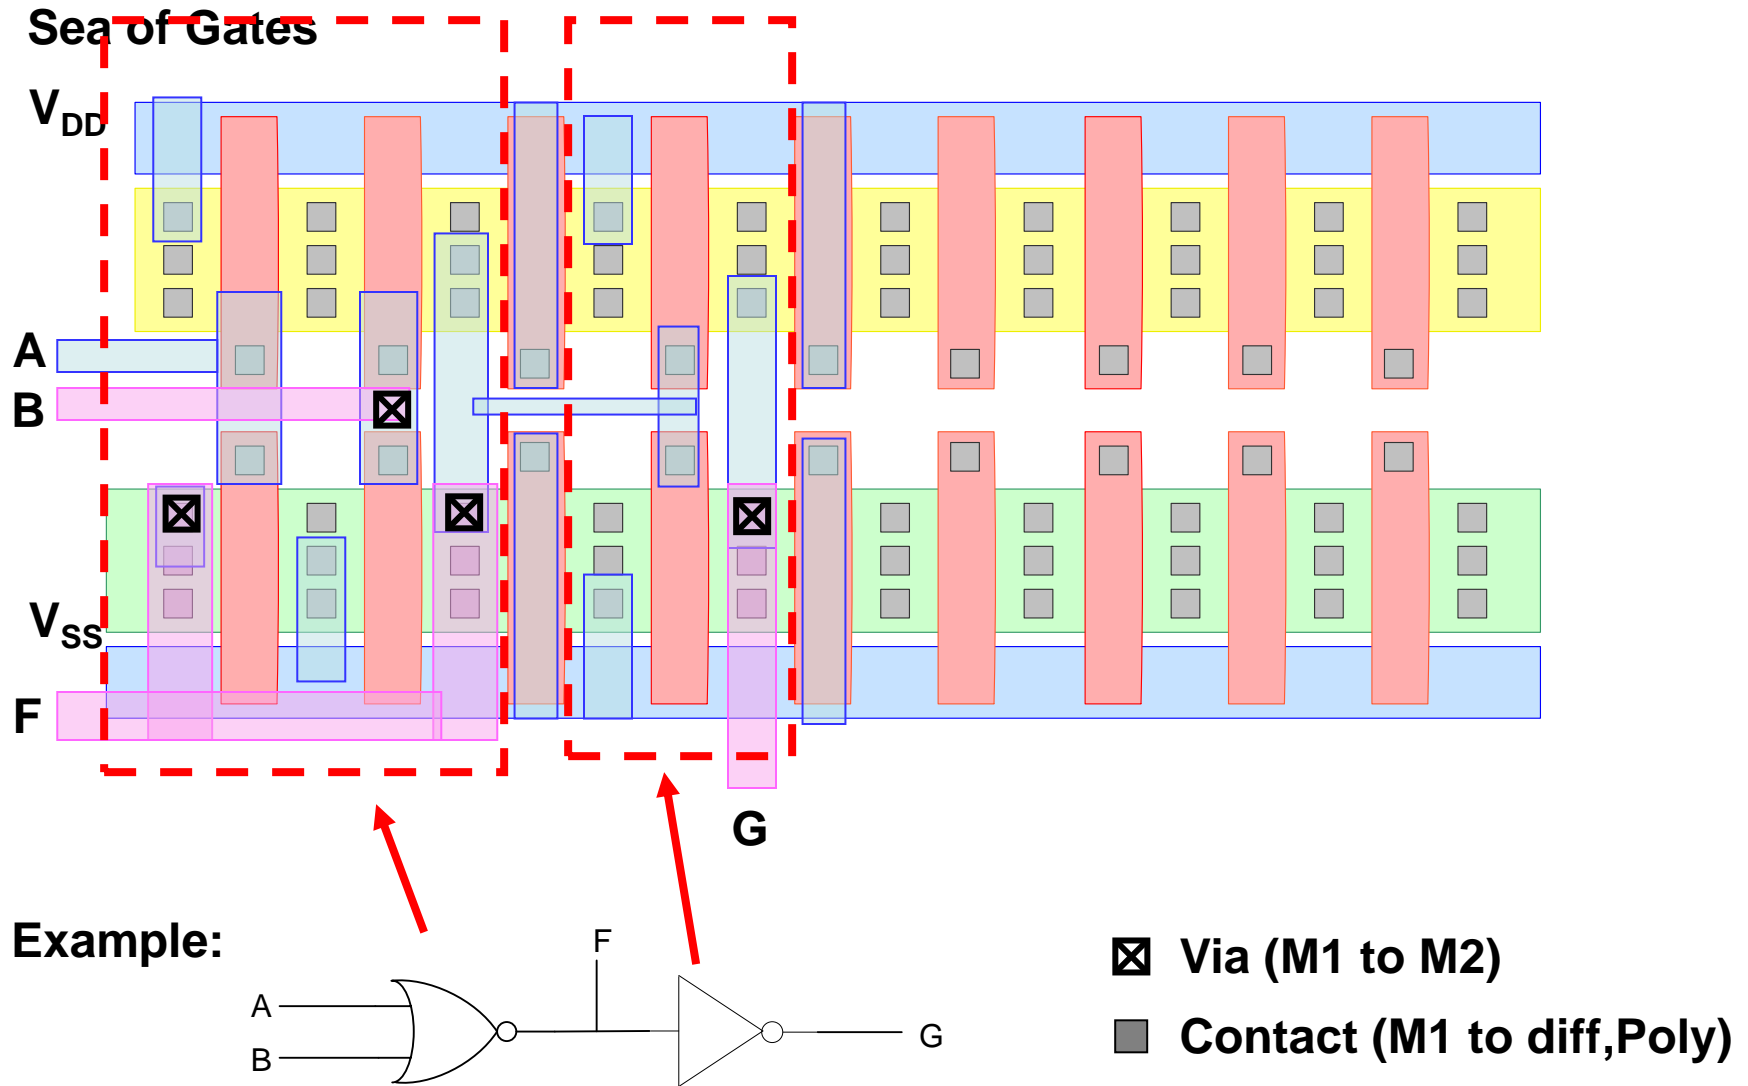 Sea of Gates
VDD
A
B
VSS
F
G
Example:
F
A
B
G
Via (M1 to M2)
Contact (M1 to diff,Poly)